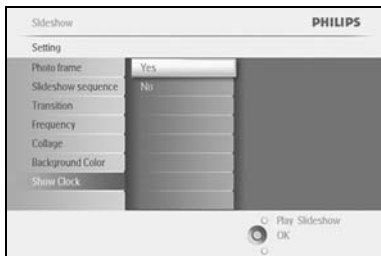 Slideshow PHILIPS
Setting
Photo frame Yes
Slideshow sequence No
Transition
Frequency
Collage
Background Color
Show Clock
Play Slideshow
OK